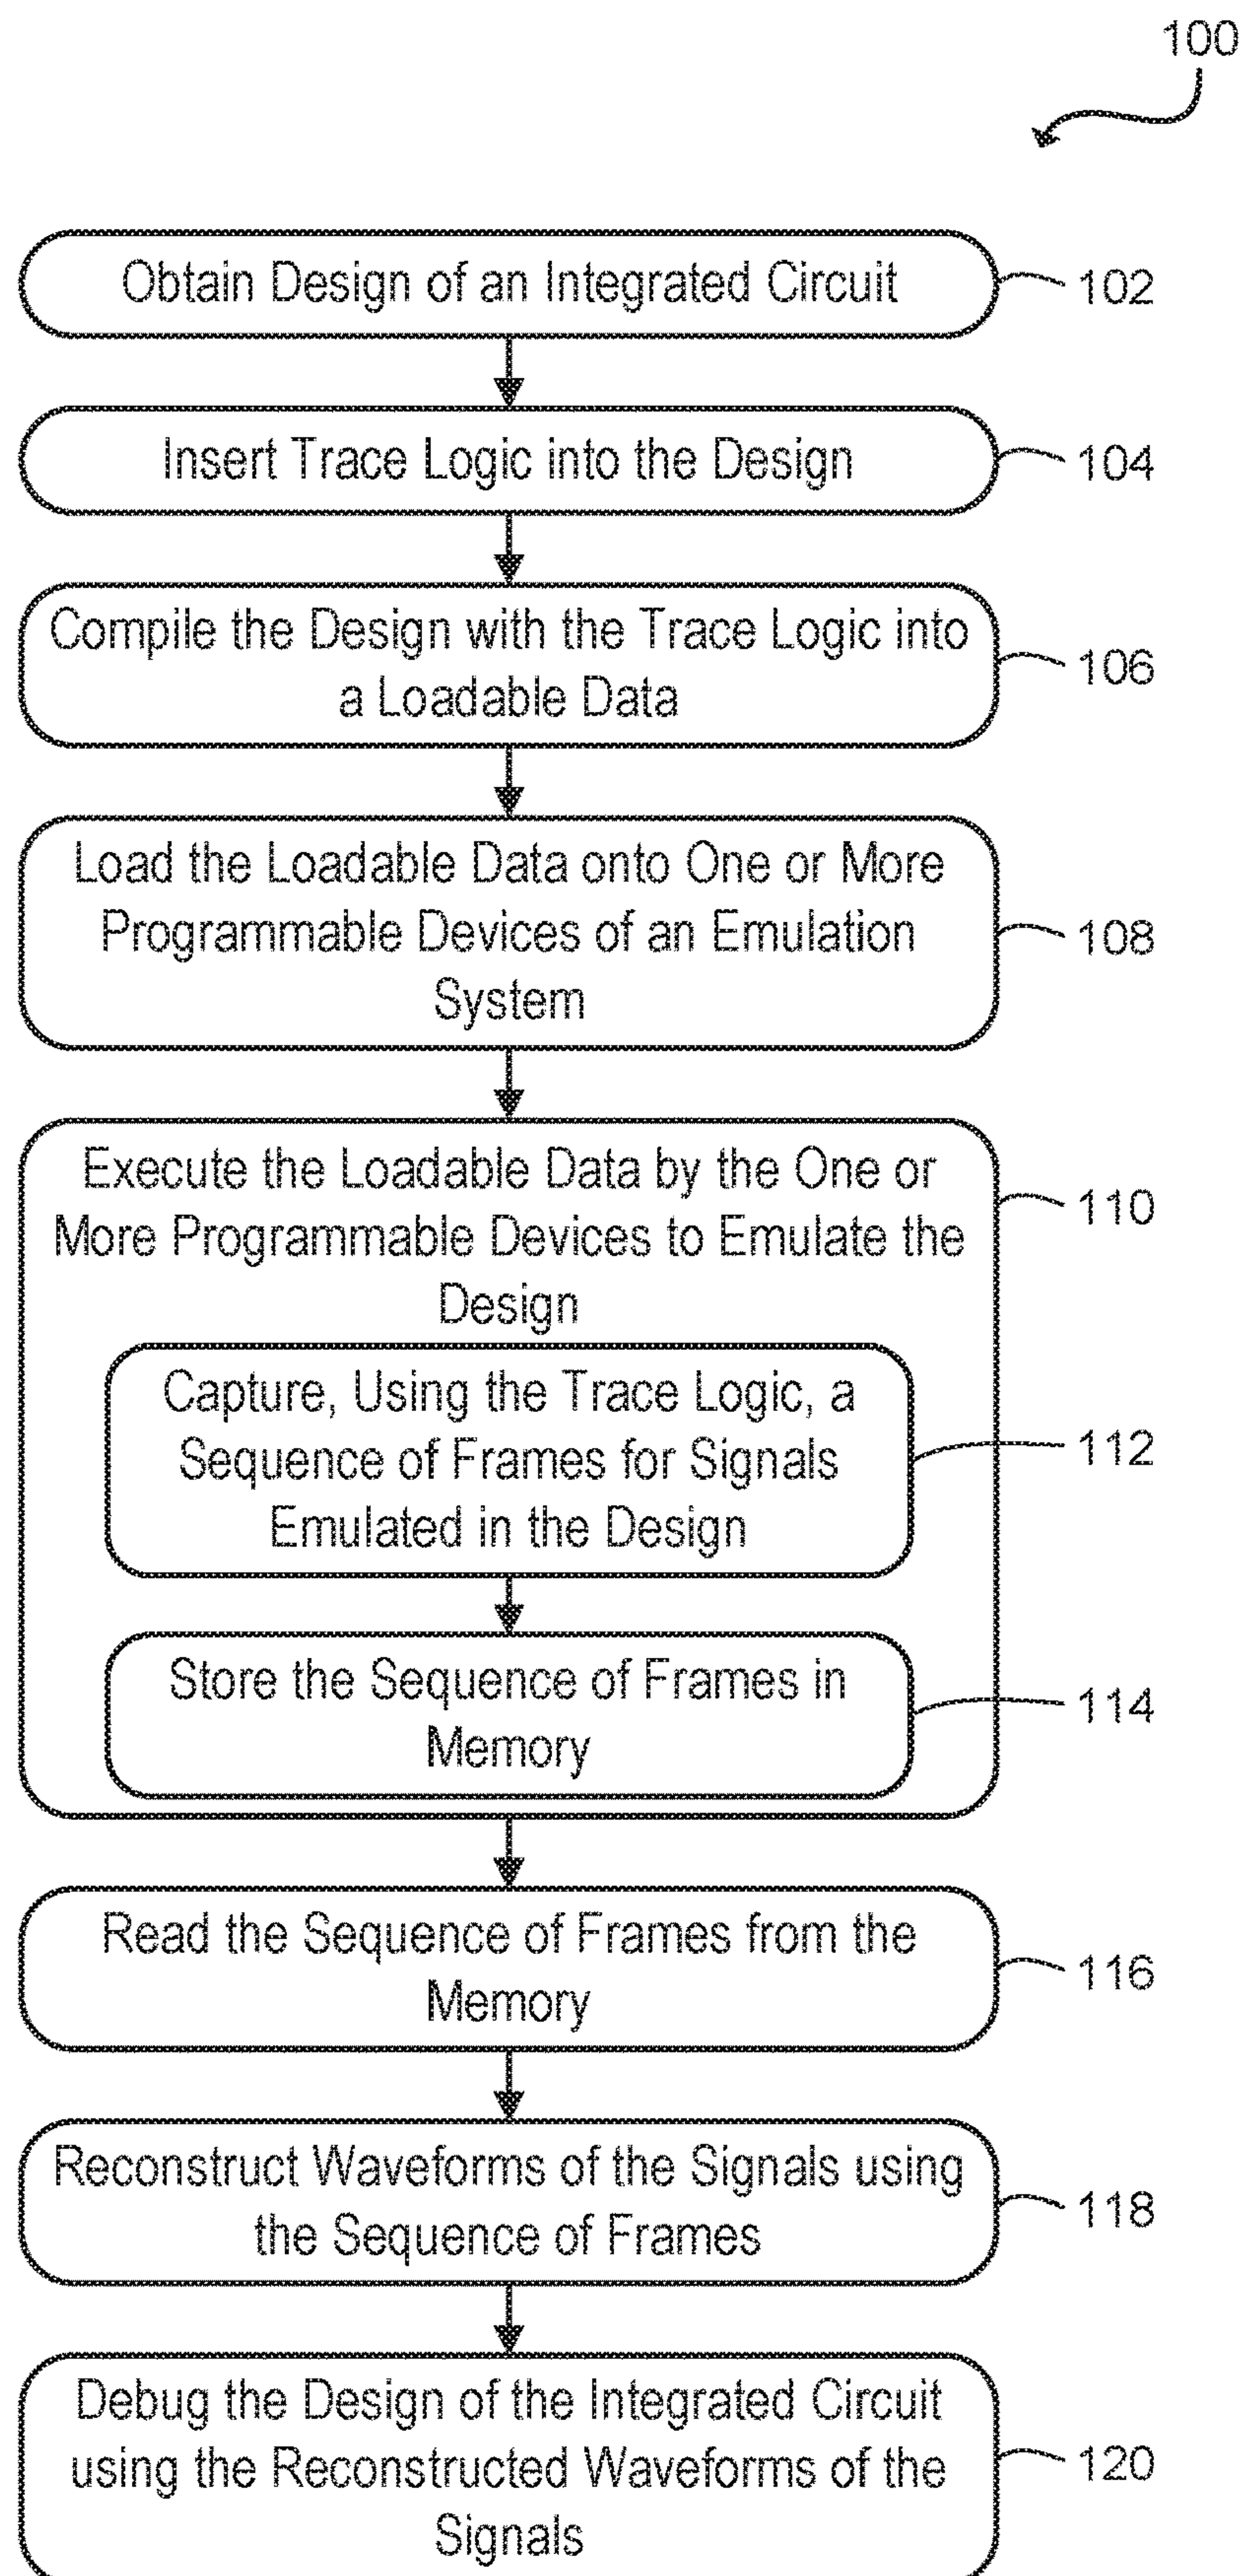 100
Obtain Design of an Integrated Circuit
102
Insert Trace Logic into the Design
104
Compile the Design with the Trace Logic into
a Loadable Data
106
Load the Loadable Data onto One or More
Programmable Devices of an Emulation
System
108
Execute the Loadable Data by the One or
More Programmable Devices to Emulate the
Design
110
Capture, Using the Trace Logic, a
Sequence of Frames for Signals
Emulated in the Design
112
Store the Sequence of Frames in
Memory
114
Read the Sequence of Frames from the
Memory
116
Reconstruct Waveforms of the Signals using
the Sequence of Frames
118
Debug the Design of the Integrated Circuit
using the Reconstructed Waveforms of the
Signals
120